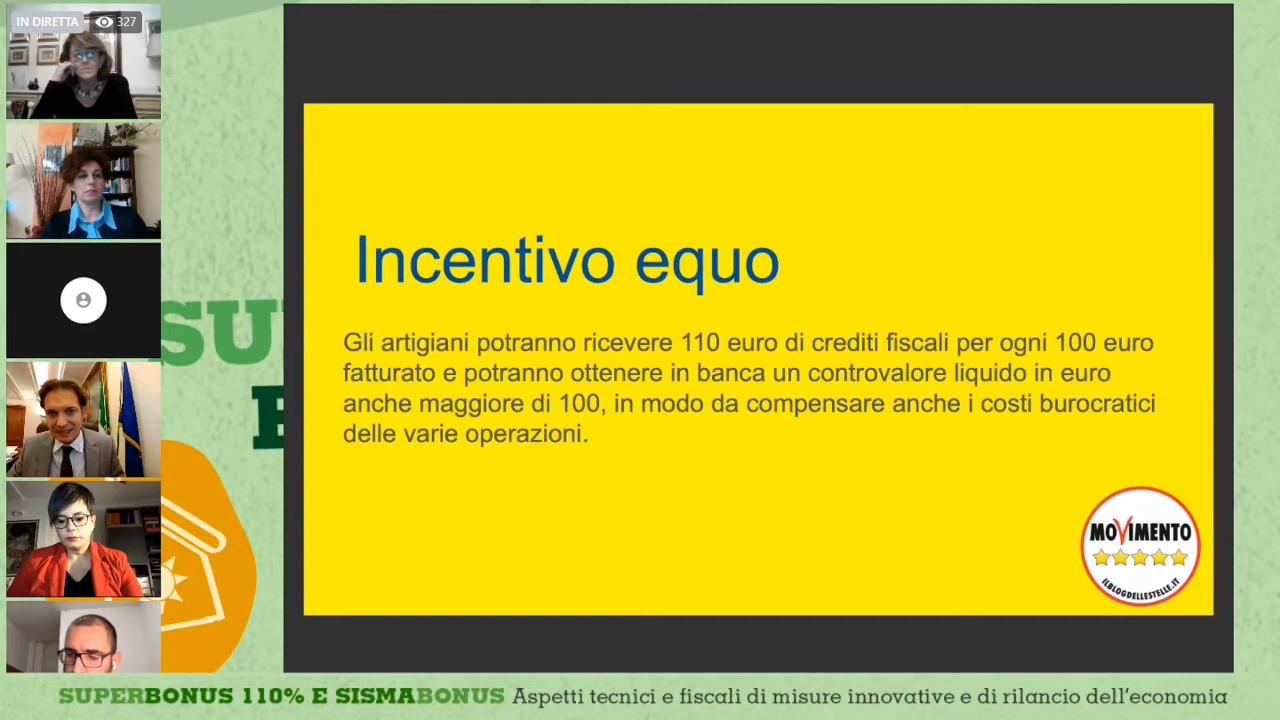 IN DIRETTA 327
SU
Incentivo equo
Gli artigiani potranno ricevere 110 euro di crediti fiscali per ogni 100 euro
fatturato e potranno ottenere in banca un controvalore liquido in euro
anche maggiore di 100, in modo da compensare anche i costi burocratici
delle varie operazioni.
MOVIMENTO
ILBLOGDELLESTELLE.IT
SUPERBONUS 110% E SISMABONUS Aspetti tecnici e fiscali di misure innovative e di rilancio dell'economia